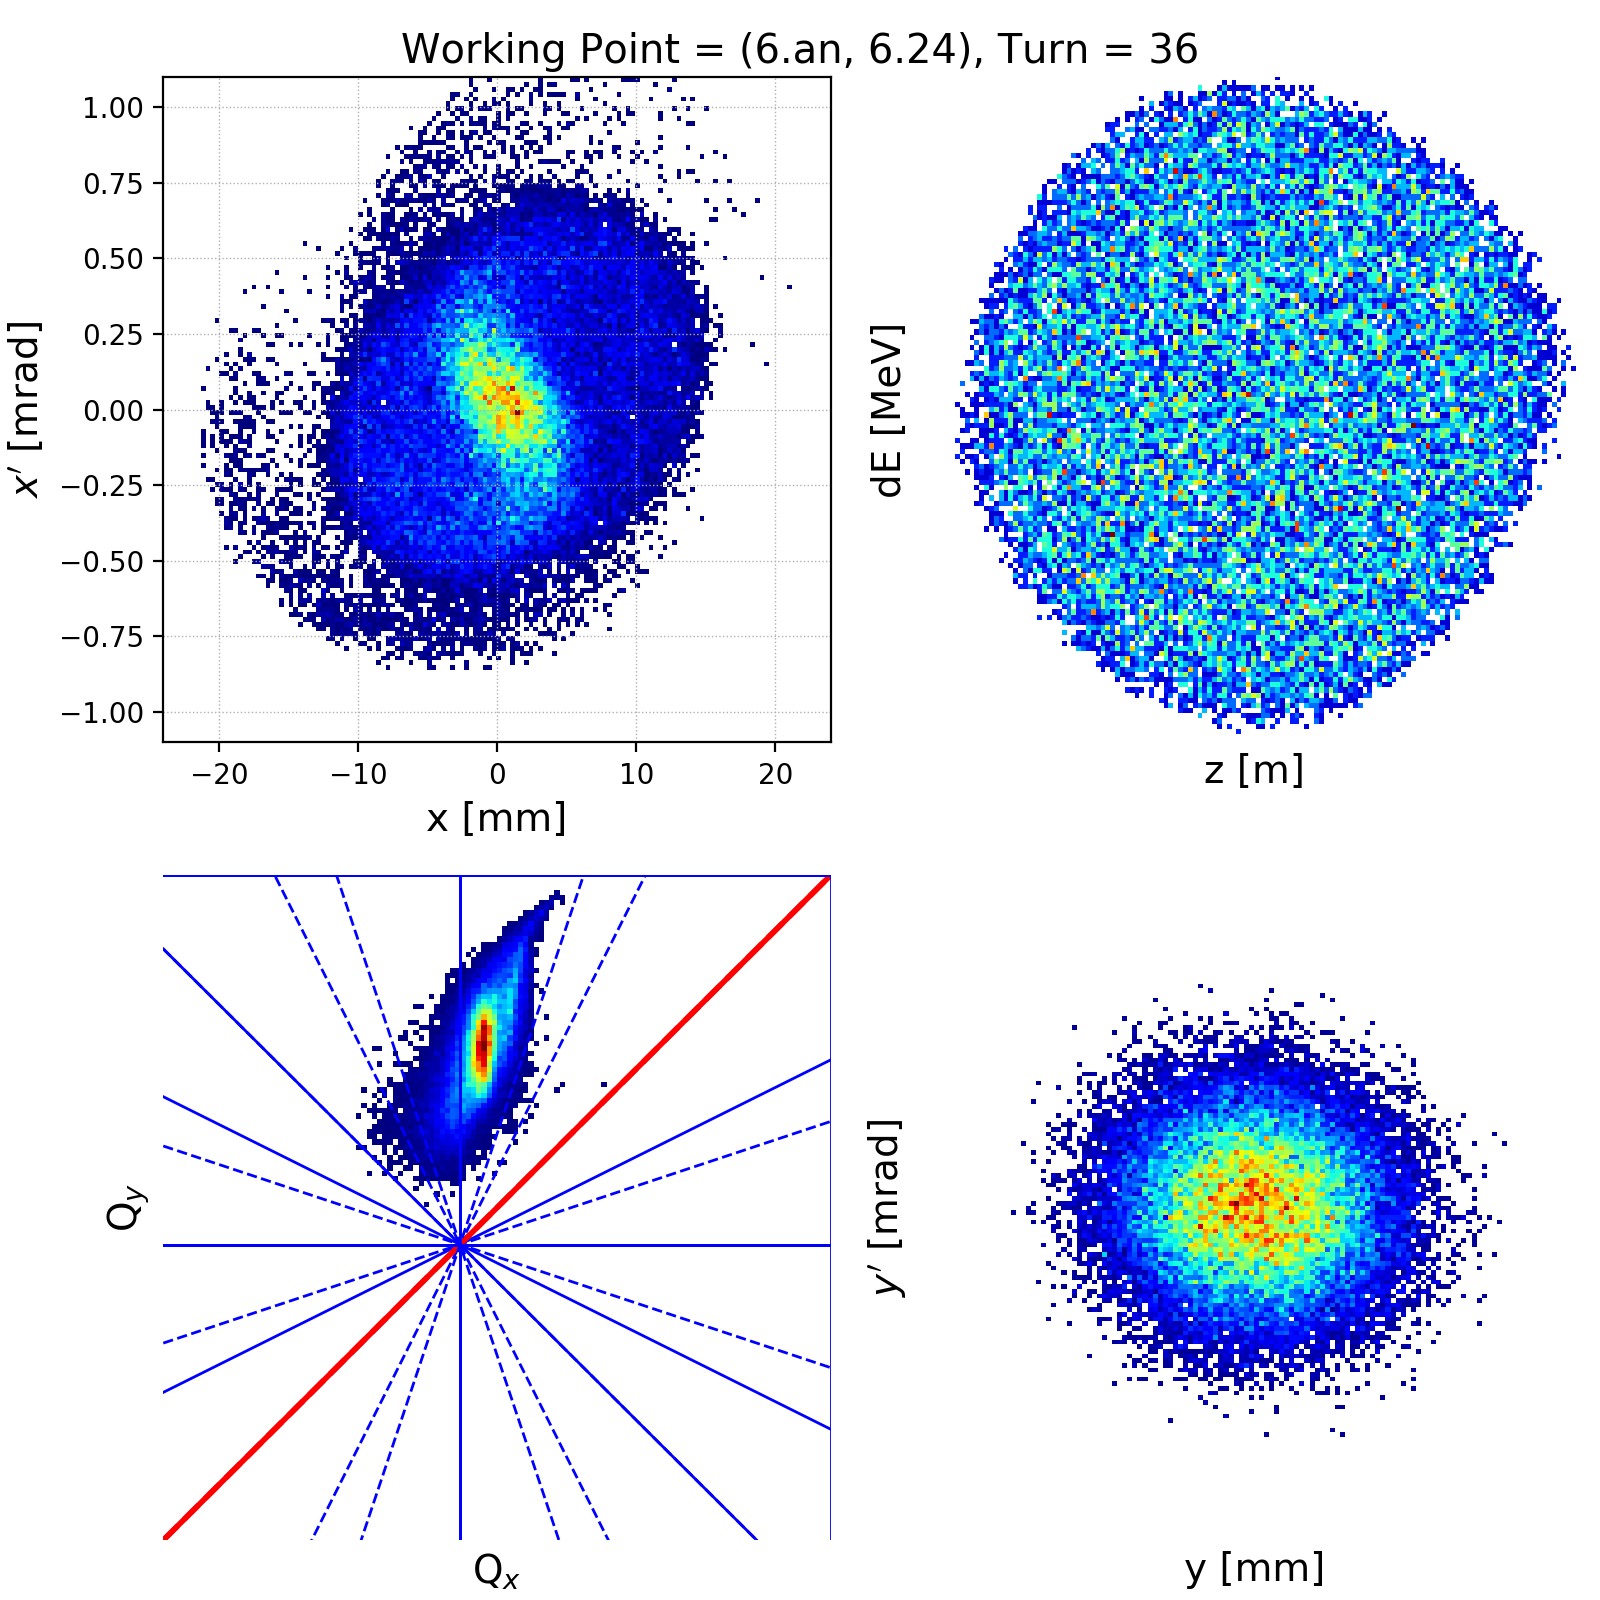 Working Point = (6.an, 6.24), Turn = 36
1.00
0.75
0.50
0.25
0.00
−0.25
−0.50
−0.75
−1.00
x′ [mrad]
−20 −10 0 10 20
x [mm]
dE [MeV]
z [m]
Qy
Qx
y′ [mrad]
y [mm]